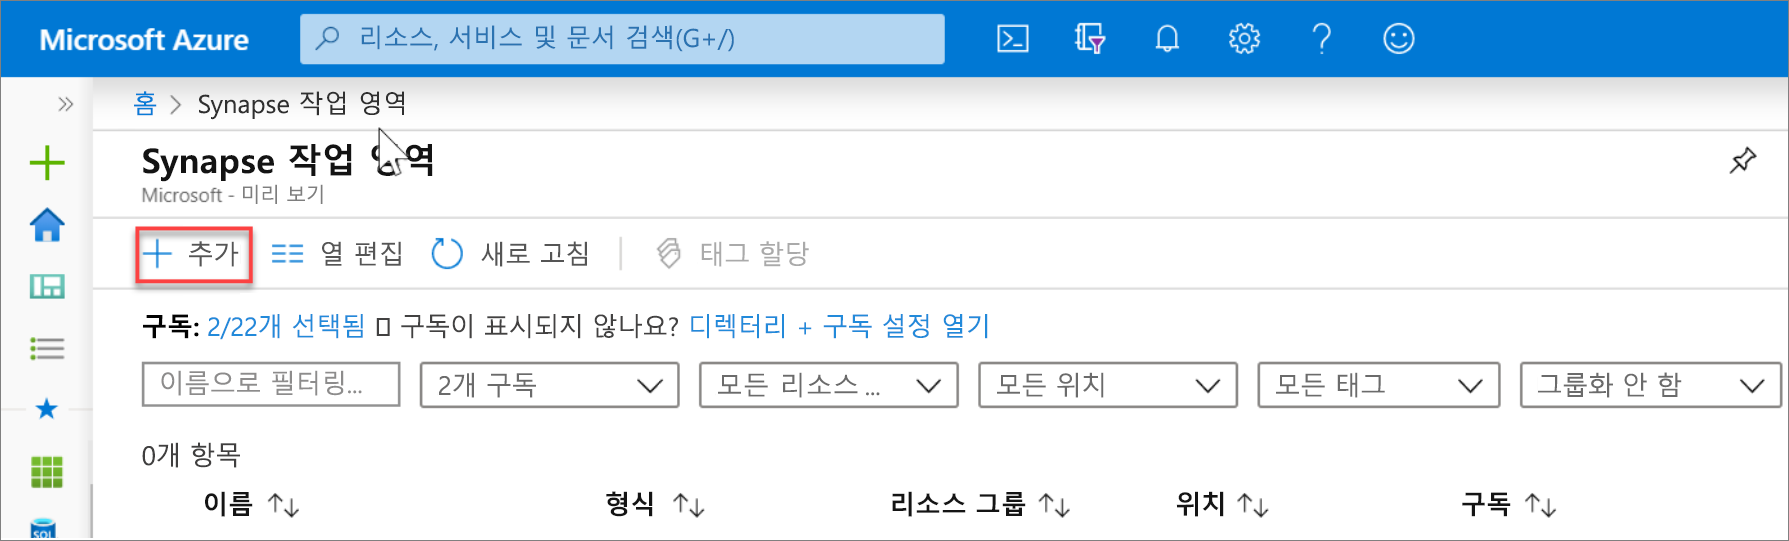 Microsoft Azure
리소스, 서비스 및 문서 검색(G+/)
홈 > Synapse 작업 영역
Synapse 작업 영역
Microsoft - 미리 보기
+ 추가 열 편집 새로 고침 태그 할당
구독: 2/22개 선택됨 ▯ 구독이 표시되지 않나요? 디렉터리 + 구독 설정 열기
이름으로 필터링... 2개 구독 모든 리소스 ... 모든 위치 모든 태그 그룹화 안 함
0개 항목
이름 ↑↓ 형식 ↑↓ 리소스 그룹 ↑↓ 위치 ↑↓ 구독 ↑↓
SQL